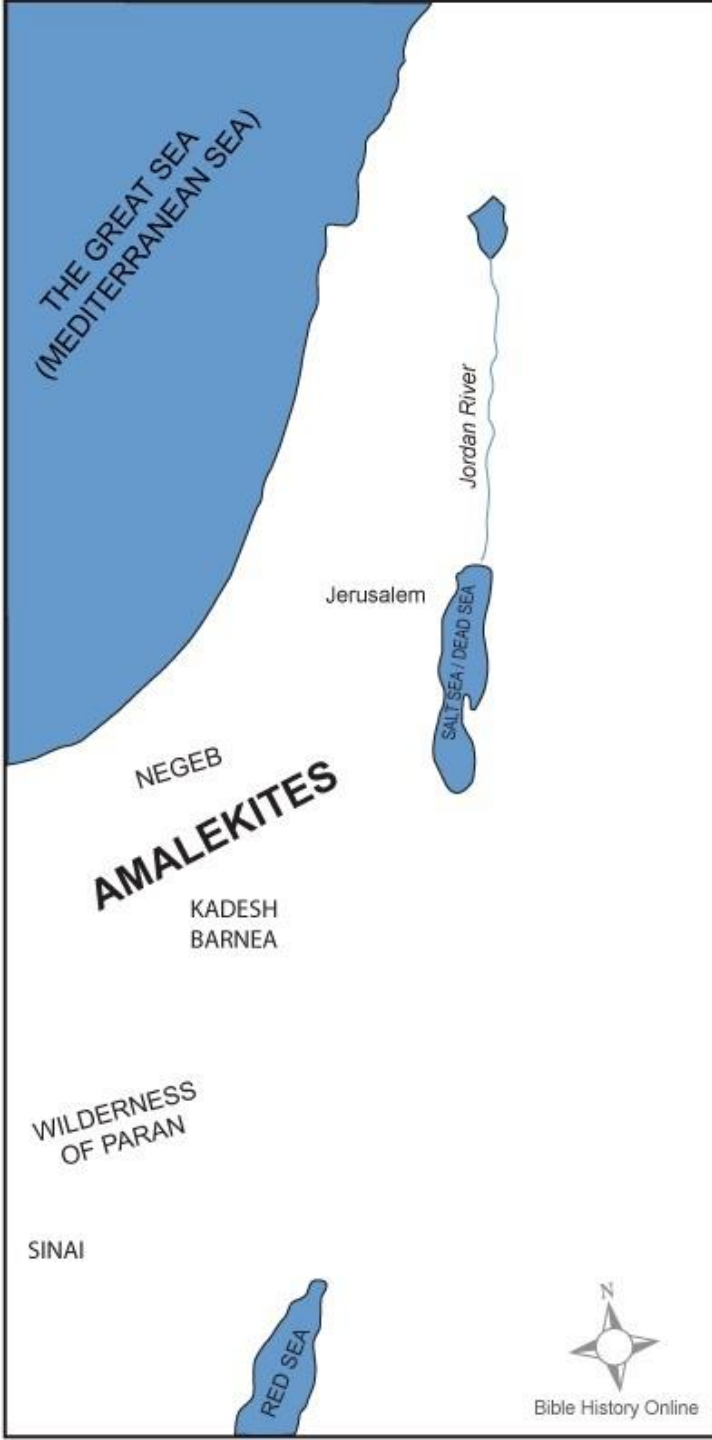 THE GREAT SEA
(MEDITERRANEAN SEA)
Jordan River
Jerusalem
SALT SEA / DEAD SEA
NEGEB
AMALEKITES
KADESH
BARNEA
WILDERNESS
OF PARAN
SINAI
RED SEA
N
Bible History Online